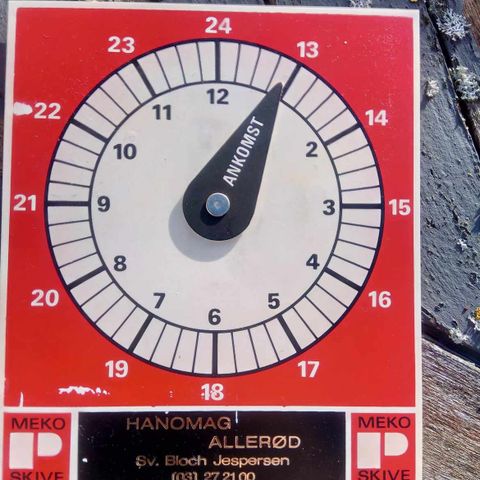 24
23 13
12
11
22 14
ANKOMST
10 2
21 9 3 15
8 4
20 16
7 5
6
19 17
18
MEKO
P
SKIVE
HANOMAG
ALLERØD
Sv. Bloch Jespersen
(03) 27 21 00
MEKO
P
SKIVE